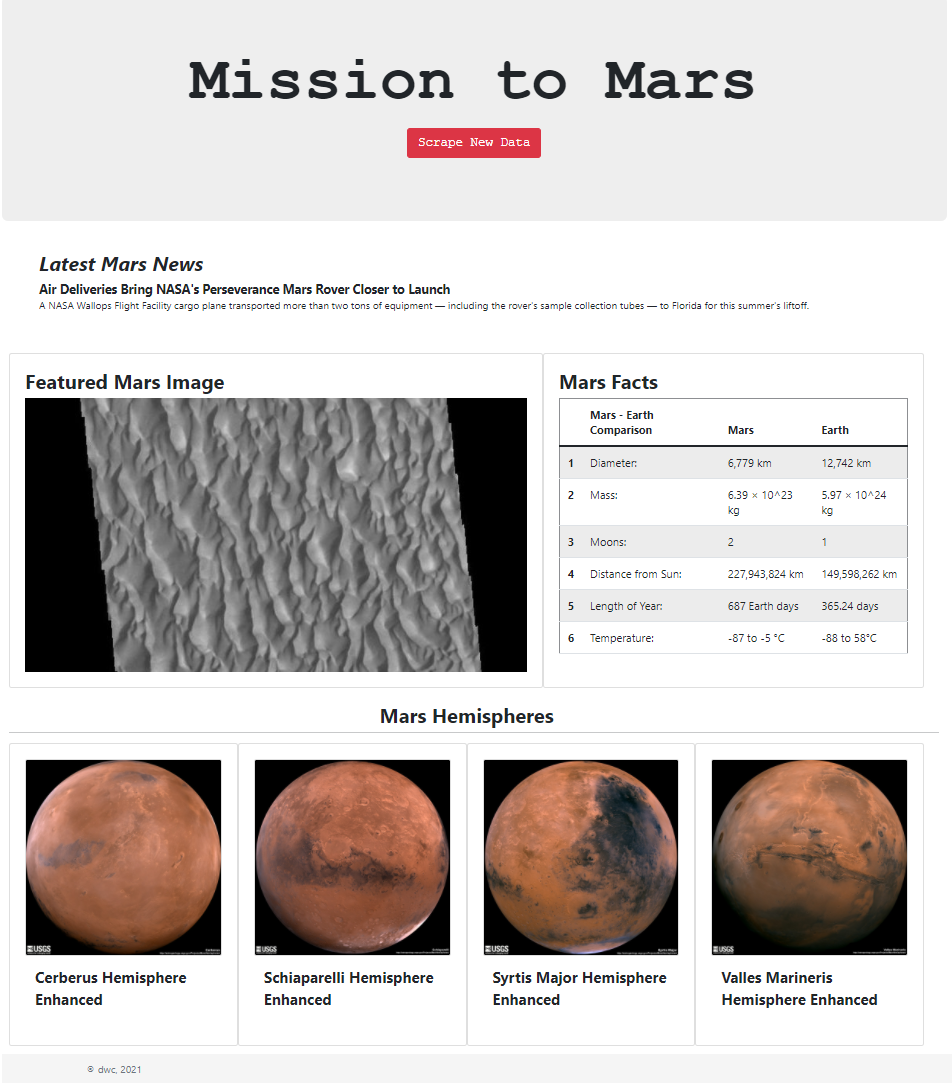 Mission to Mars
Scrape New Data
Latest Mars News
Air Deliveries Bring NASA's Perseverance Mars Rover Closer to Launch
A NASA Wallops Flight Facility cargo plane transported more than two tons of equipment — including the rover's sample collection tubes — to Florida for this summer's liftoff.
Featured Mars Image
Mars Facts
Mars - Earth
Comparison Mars Earth
1 Diameter: 6,779 km 12,742 km
2 Mass: 6.39 × 10^23 5.97 × 10^24
kg kg
3 Moons: 2 1
4 Distance from Sun: 227,943,824 km 149,598,262 km
5 Length of Year: 687 Earth days 365.24 days
6 Temperature: -87 to -5 °C -88 to 58°C
Mars Hemispheres
USGS USGS USGS USGS
Cerberus Hemisphere
Enhanced
Schiaparelli Hemisphere
Enhanced
Syrtis Major Hemisphere
Enhanced
Valles Marineris
Hemisphere Enhanced
© dwc, 2021